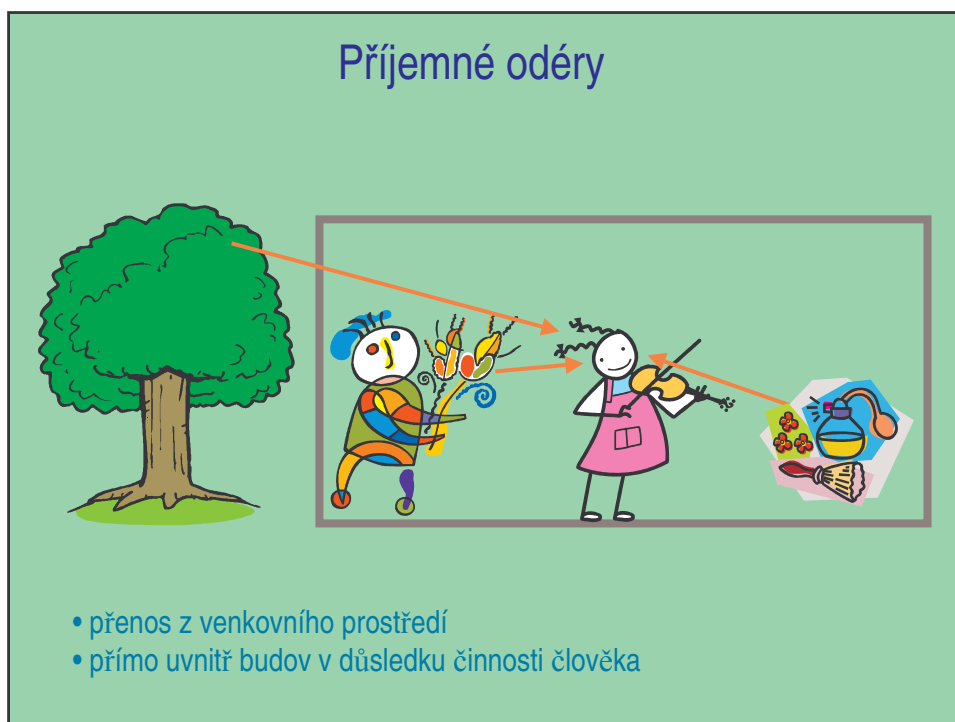 Příjemné odéry
• přenos z venkovního prostředí
• přímo uvnitř budov v důsledku činnosti člověka